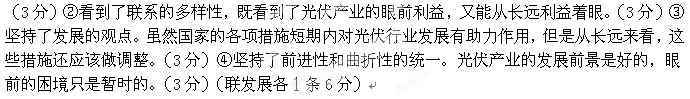 （3分）②看到了联系的多样性，既看到了光伏产业的眼前利益，又能从长远利益着眼。（3分）③
坚持了发展的观点。虽然国家的各项措施短期内对光伏行业发展有助力作用，但是从长远来看，这
些措施还应该做调整。（3分）④坚持了前进性和曲折性的统一。光伏产业的发展前景是好的，眼
前的困境只是暂时的。（3分）（联发展各1条6分）